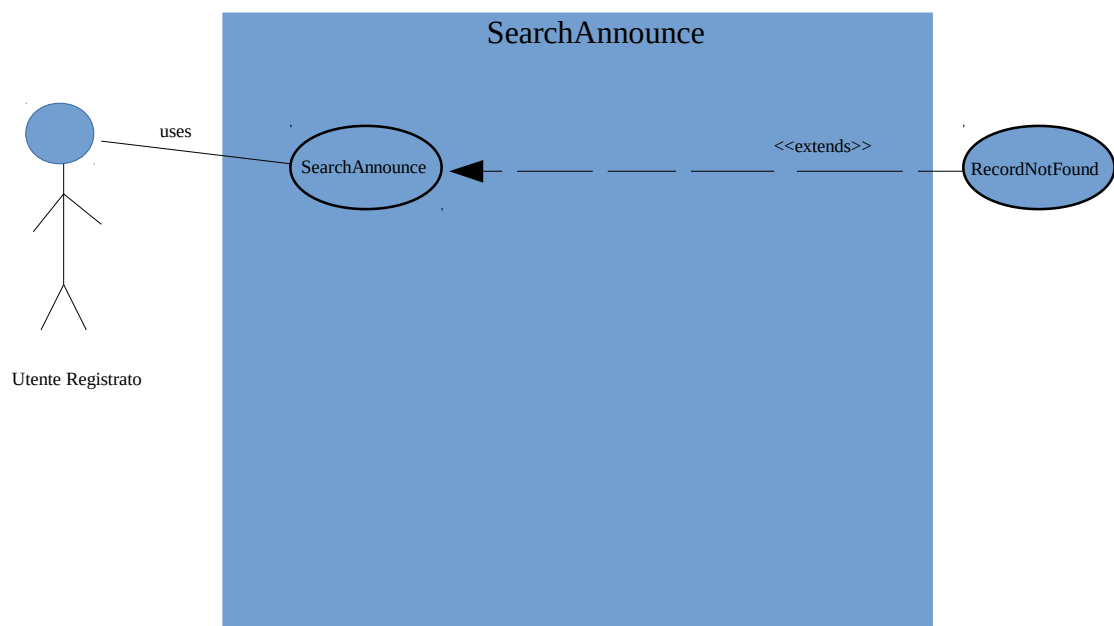 SearchAnnounce
uses
SearchAnnounce
<<extends>>
RecordNotFound
Utente Registrato